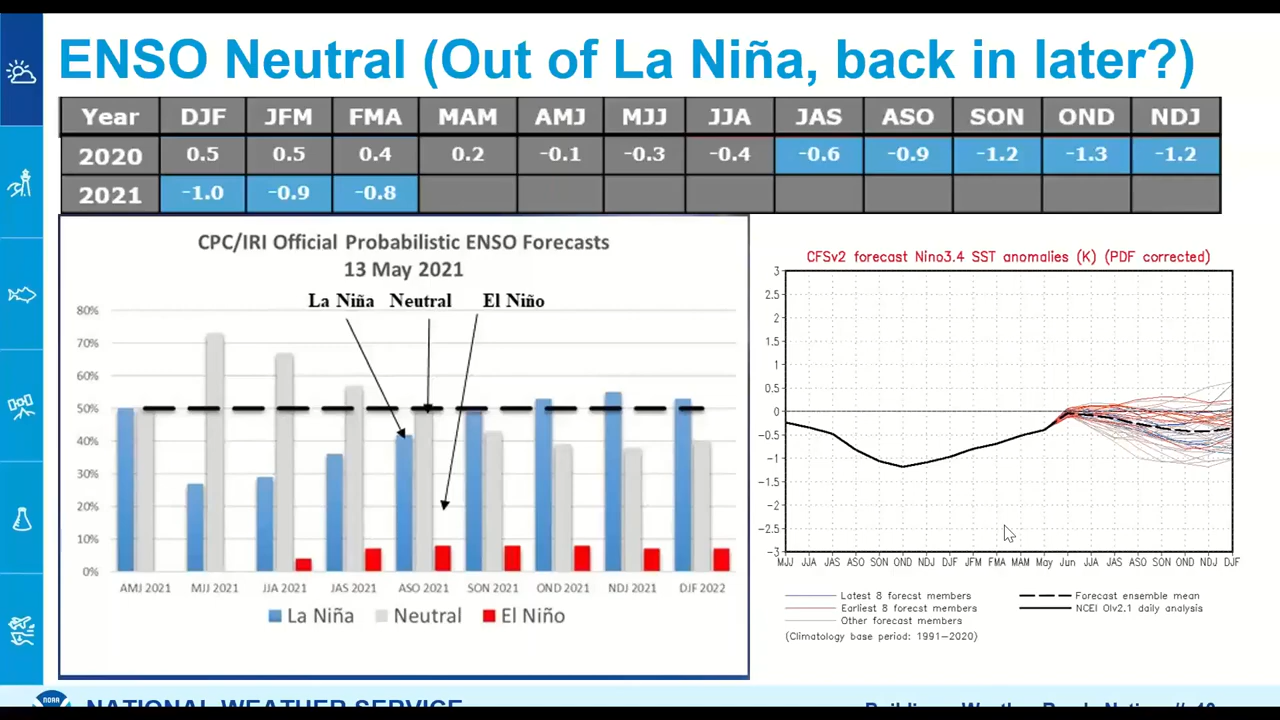 ENSO Neutral (Out of La Niña, back in later?)
Year DJF JFM FMA MAM AMJ MJJ JJA JAS ASO SON OND NDJ
2020 0.5 0.5 0.4 0.2 -0.1 -0.3 -0.4 -0.6 -0.9 -1.2 -1.3 -1.2
2021 -1.0 -0.9 -0.8
CPC/IRI Official Probabilistic ENSO Forecasts
13 May 2021
La Niña Neutral El Niño
80%
70%
60%
50%
40%
30%
20%
10%
0%
AMJ 2021 MJJ 2021 JJA 2021 JAS 2021 ASO 2021 SON 2021 OND 2021 NDJ 2021 DJF 2022
La Niña Neutral El Niño
CFSv2 forecast Nino3.4 SST anomalies (K) (PDF corrected)
3
2.5
2
1.5
1
0.5
0
-0.5
-1
-1.5
-2
-2.5
-3
MJJ JJA JAS ASO SON OND NDJ DJF JFM FMA MAM May Jun JJA JAS ASO SON OND NDJ DJF
Latest 8 forecst members
Earliest 8 forecst members
Other forecast members
(Climatology base period: 1991-2020)
Forecast ensemble mean
NCEI OIv2.1 daily analysis
NOAA
NATIONAL WEATHER SERVICE